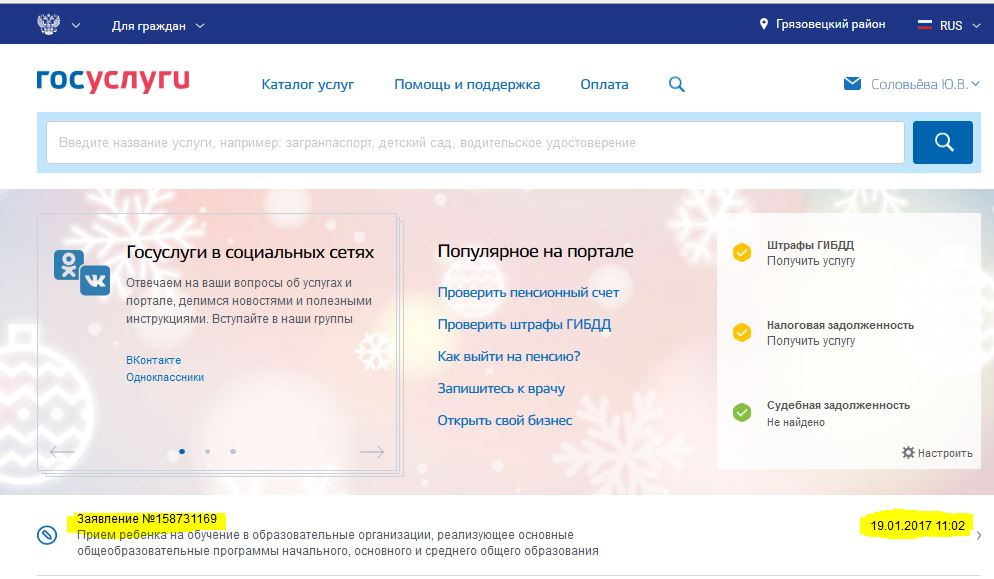 Для граждан
Грязовецкий район
RUS
госуслуги
Каталог услуг
Помощь и поддержка
Оплата
Соловьёва Ю.В.
Введите название услуги, например: загранпаспорт, детский сад, водительское удостоверение
Госуслуги в социальных сетях
Отвечаем на ваши вопросы об услугах и
портале, делимся новостями и полезными
инструкциями. Вступайте в наши группы
ВКонтакте
Одноклассники
Популярное на портале
Проверить пенсионный счет
Проверить штрафы ГИБДД
Как выйти на пенсию?
Запишитесь к врачу
Открыть свой бизнес
Штрафы ГИБДД
Получить услугу
Налоговая задолженность
Получить услугу
Судебная задолженность
Не найдено
Настроить
Заявление №158731169
19.01.2017 11:02
Прием ребенка на обучение в образовательные организации, реализующее основные
общеобразовательные программы начального, основного и среднего общего образования